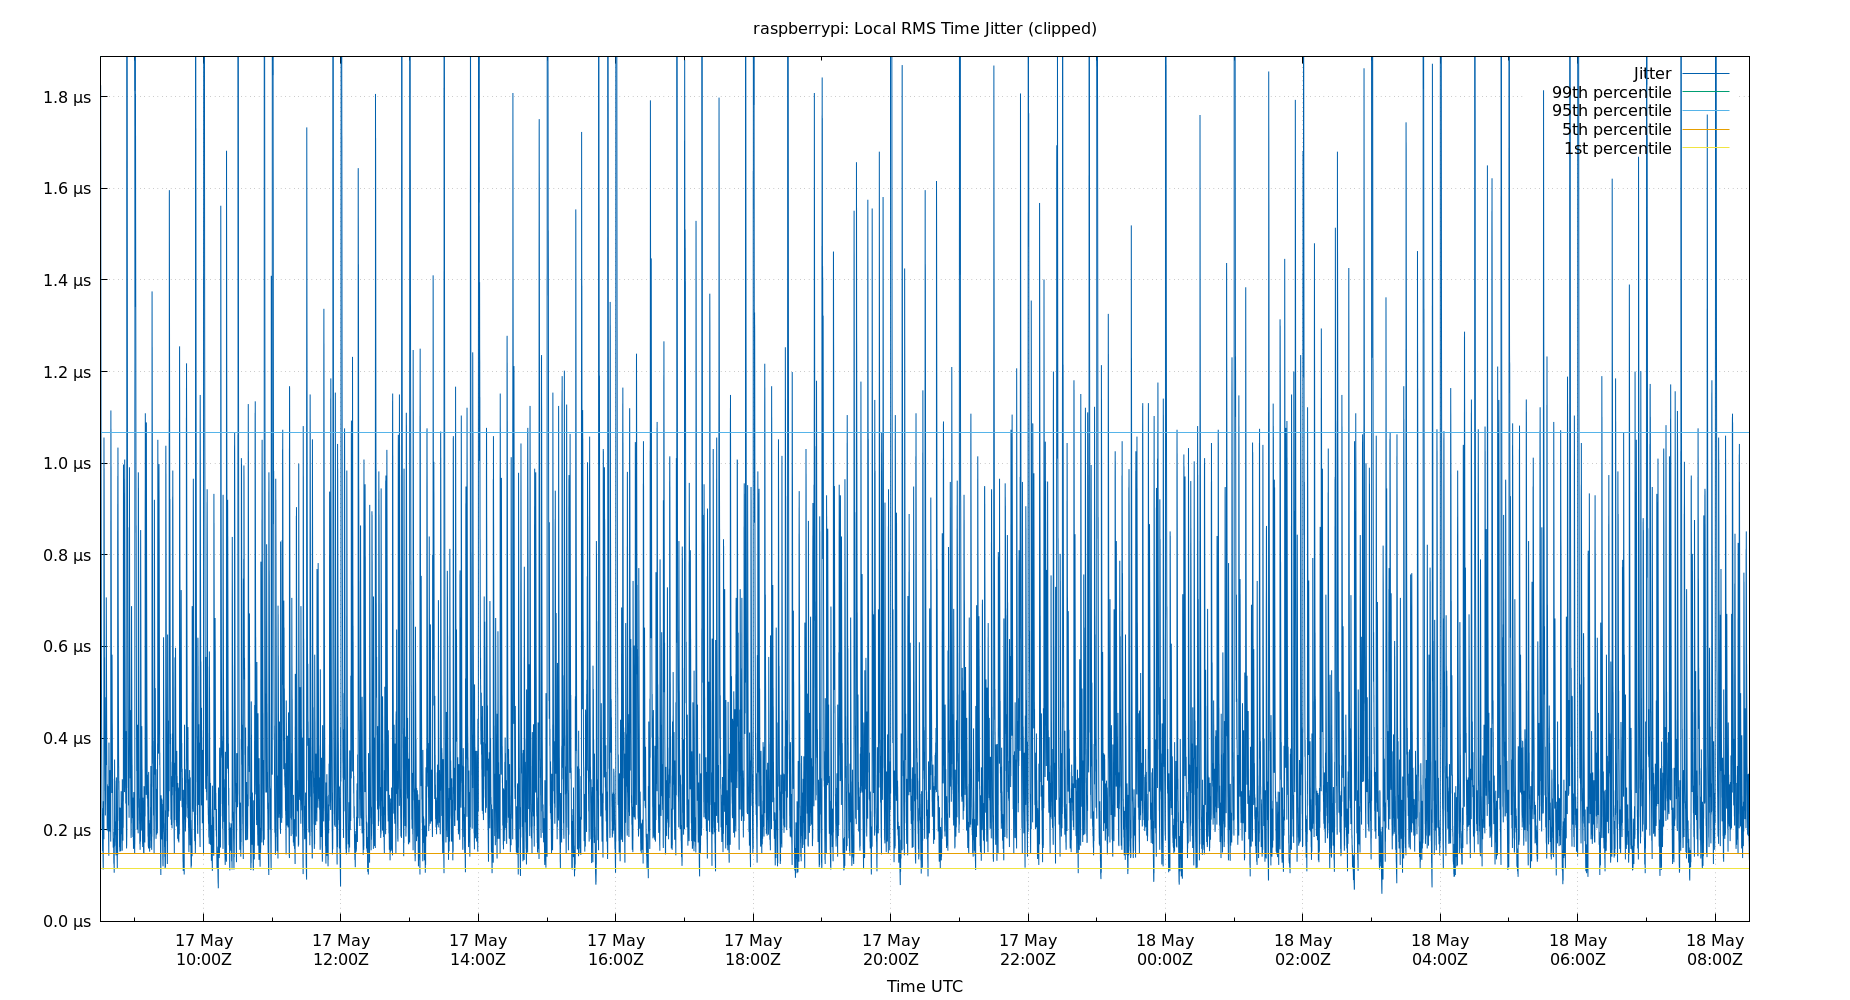 raspberrypi: Local RMS Time Jitter (clipped)
Jitter
99th percentile
95th percentile
5th percentile
1st percentile
1.8 µs
1.6 µs
1.4 µs
1.2 µs
1.0 µs
0.8 µs
0.6 µs
0.4 µs
0.2 µs
0.0 µs
17 May 17 May 17 May 17 May 17 May 17 May 17 May 18 May 18 May 18 May 18 May 18 May
10:00Z 12:00Z 14:00Z 16:00Z 18:00Z 20:00Z 22:00Z 00:00Z 02:00Z 04:00Z 06:00Z 08:00Z
Time UTC